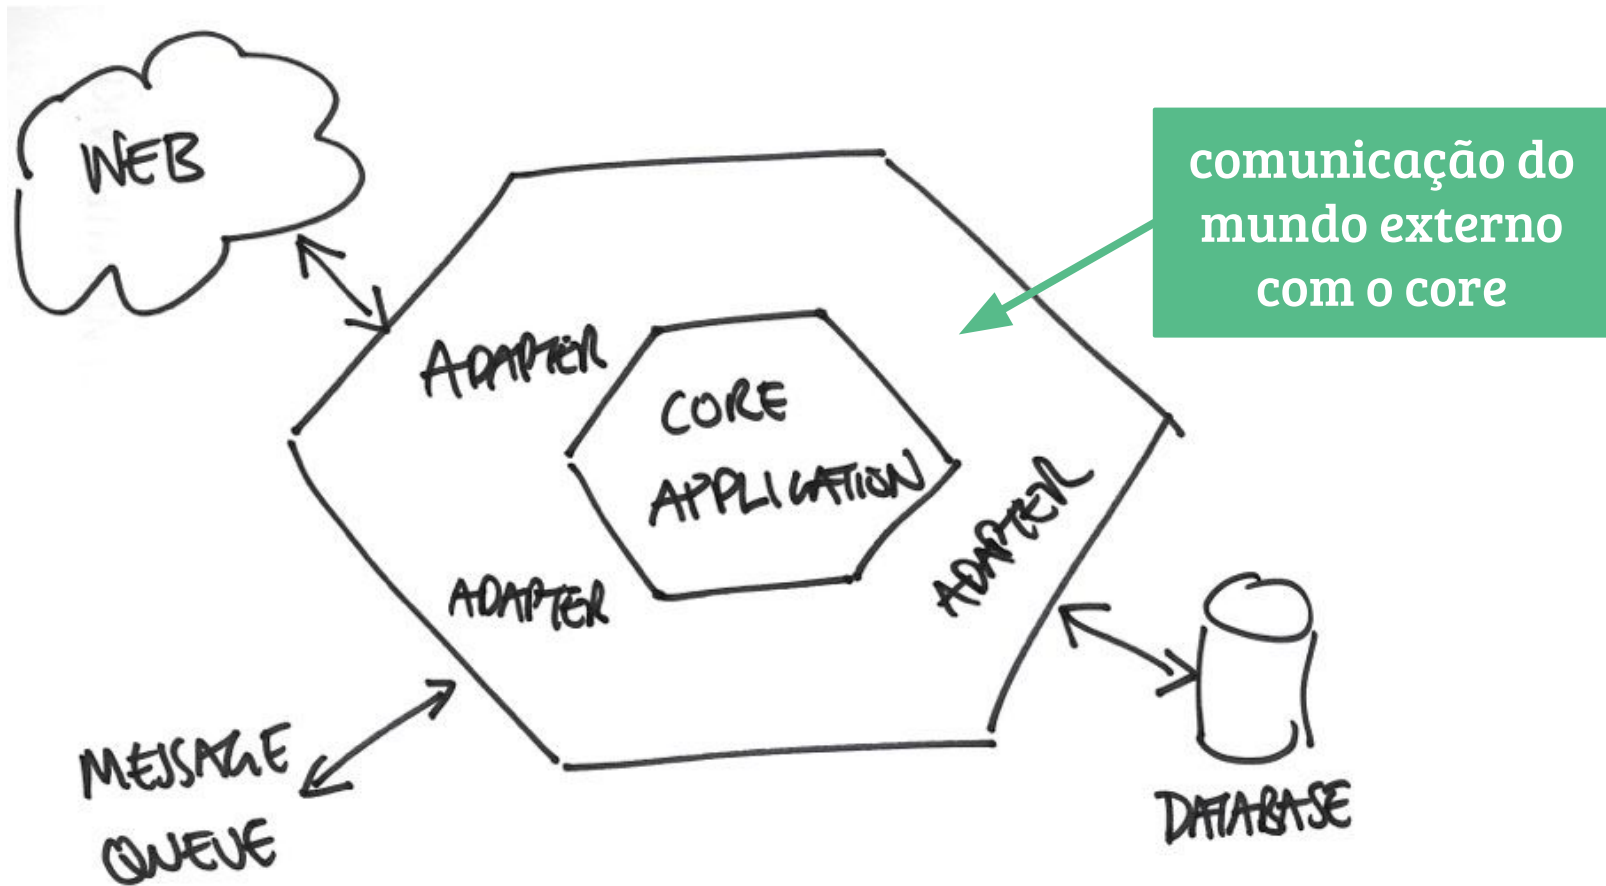 WEB
comunicação do
mundo externo
com o core
ADAPTER
CORE
APPLICATION
ADAPTER
ADAPTER
MESSAGE
QUEUE
DATABASE